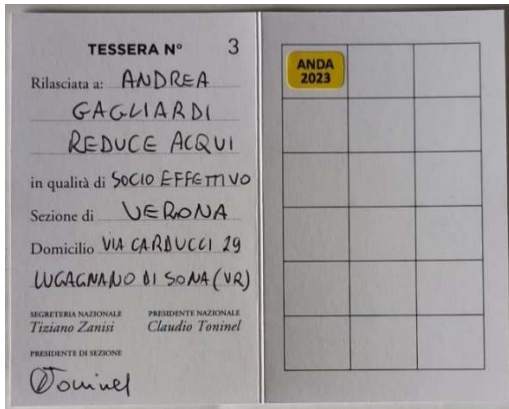 TESSERA N° 3
Rilasciata a: ANDREA
GAGLIARDI
REDUCE ACQUI
in qualità di SOCIO EFFETTIVO
Sezione di VERONA
Domicilio VIA CARDUCCI 29
LUGAGNANO DI SONA (VR)
SEGRETERIA NAZIONALE PRESIDENTE NAZIONALE
Tiziano Zanisi Claudio Toninel
PRESIDENTE DI SEZIONE
CToninel
ANDA
2023